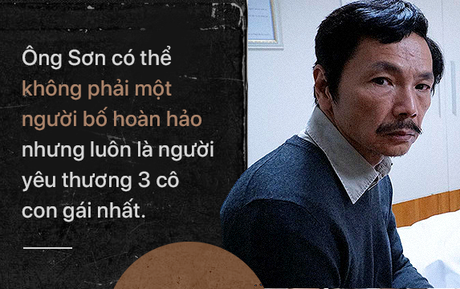 Ông Sơn có thể
không phải một
người bố hoàn hảo
nhưng luôn là người
yêu thương 3 cô
con gái nhất.